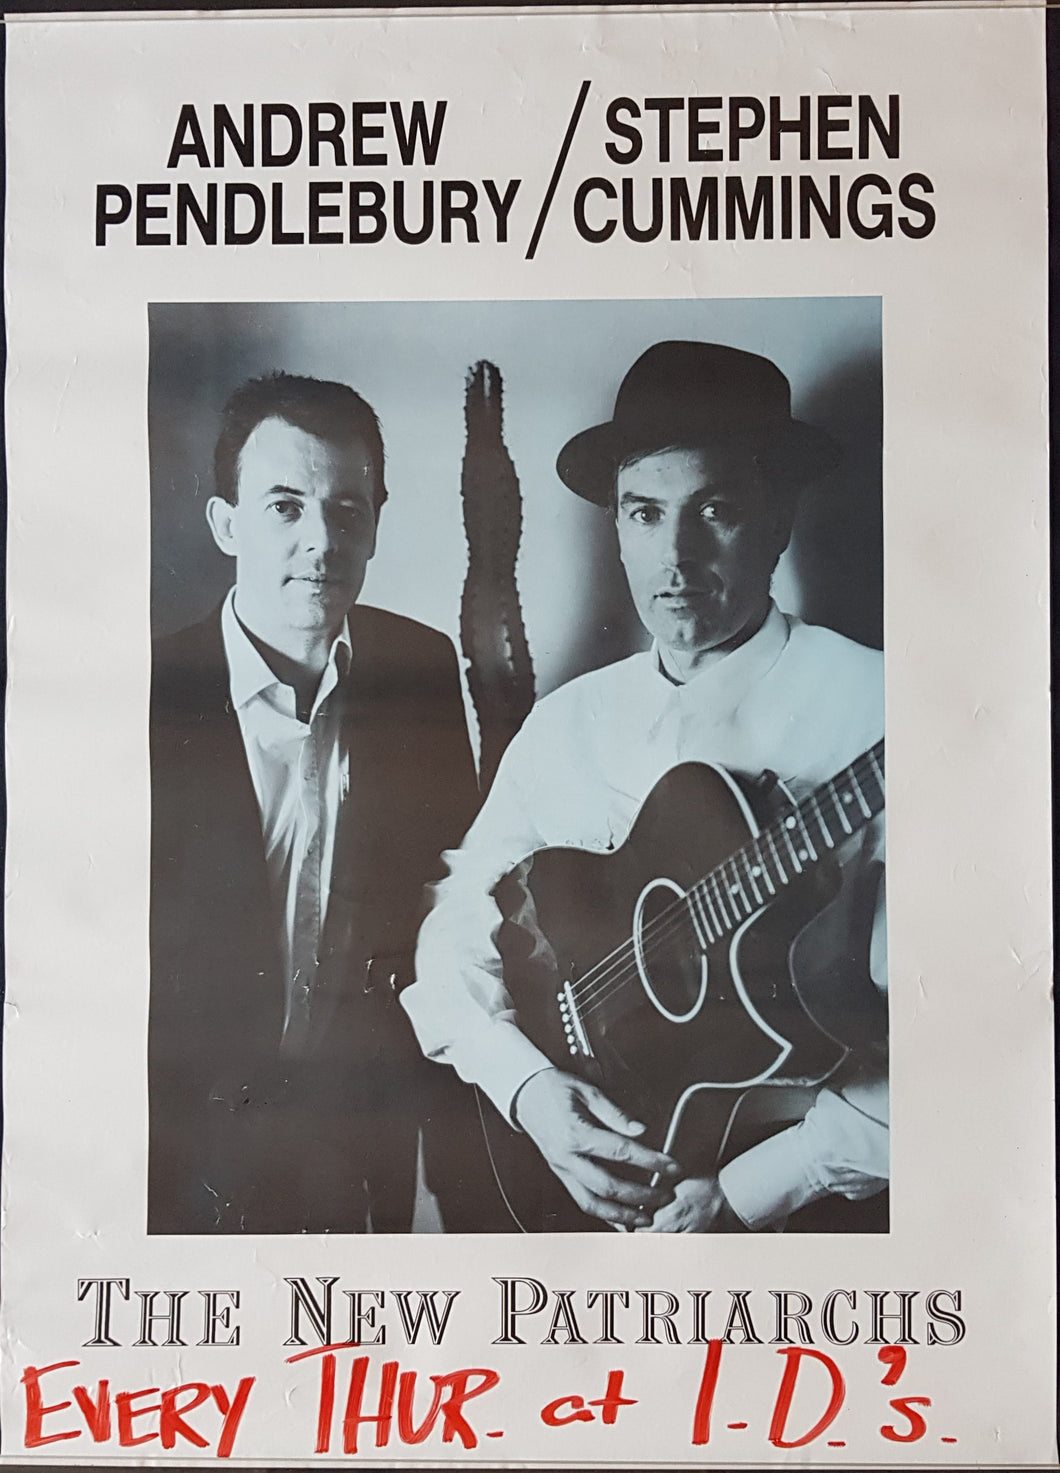 ANDREW / STEPHEN
PENDLEBURY / CUMMINGS
THE NEW PATRIARCHS
EVERY THUR. at I.D.'s.